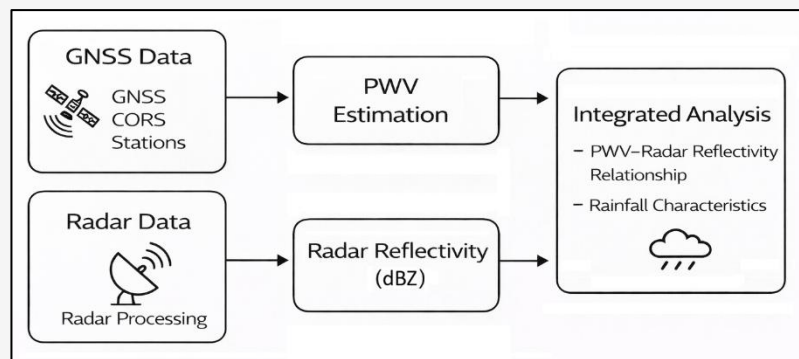 GNSS Data
GNSS
CORS
Stations
PWV
Estimation
Radar Data
Radar Processing
Radar Reflectivity
(dBZ)
Integrated Analysis
- PWV–Radar Reflectivity
Relationship
- Rainfall Characteristics